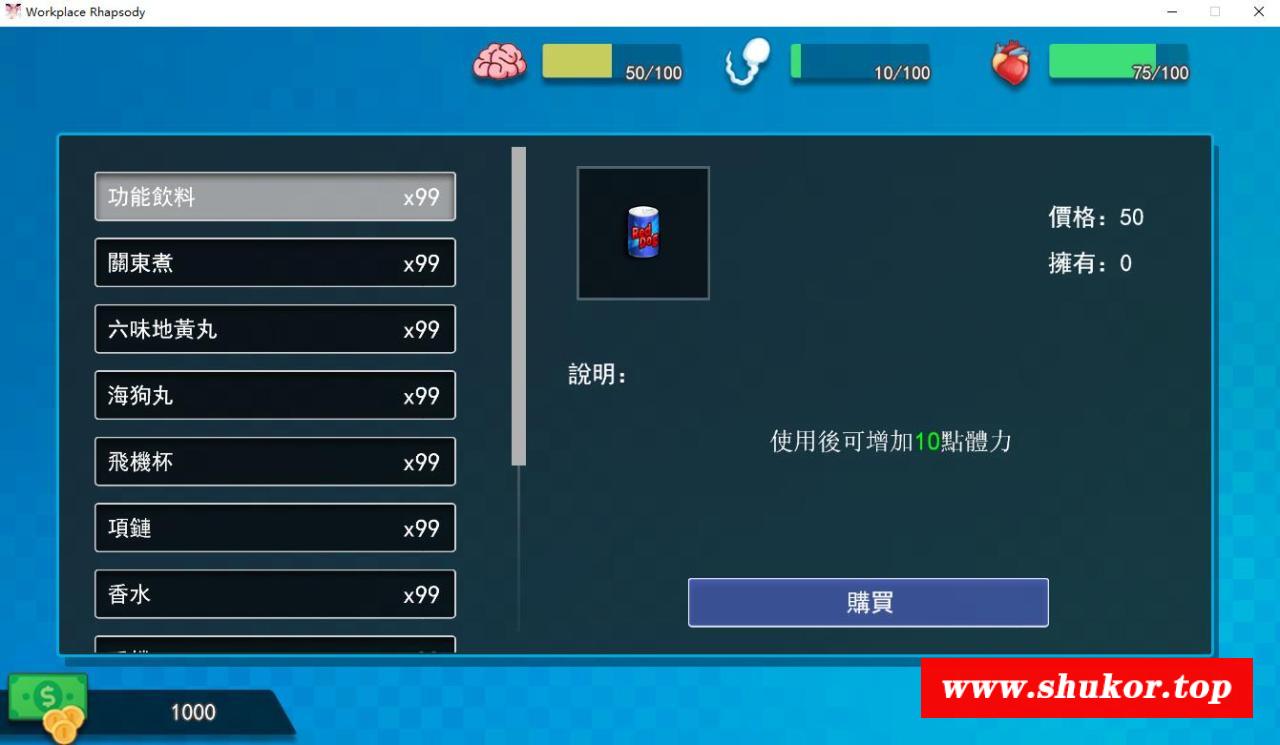 Workplace Rhapsody
50/100
10/100
75/100
功能飲料 x99
關東煮 x99
六味地黃丸 x99
海狗丸 x99
飛機杯 x99
項鏈 x99
香水 x99
Red Dog
價格：50
擁有：0
說明：
使用後可增加10點體力
購買
1000
www.shukor.top